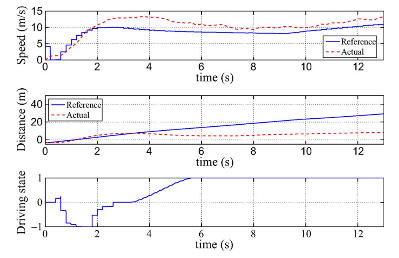 15
10
5
0
Speed (m/s)
Reference
Actual
0 2 4 6 8 10 12
time (s)
40
20
0
Distance (m)
Reference
Actual
0 2 4 6 8 10 12
time (s)
1
0
-1
Driving state
0 2 4 6 8 10 12
time (s)